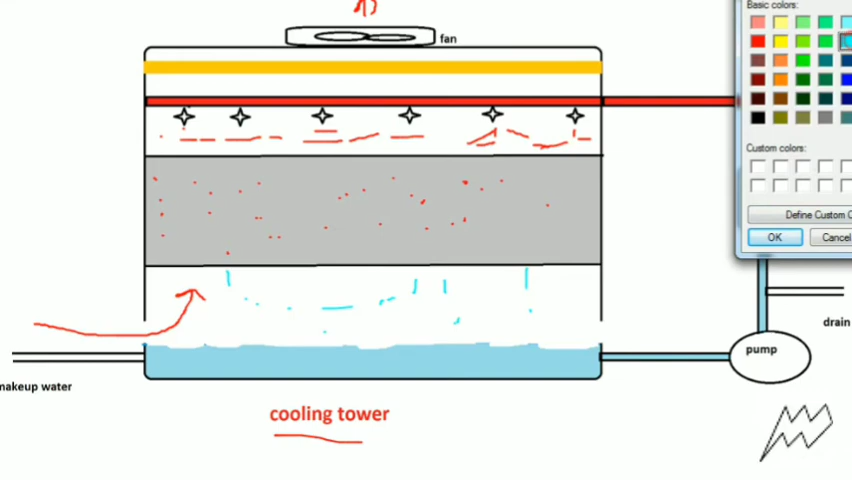 Basic colors:
fan
Custom colors:
Define Custom C
OK
Cancel
drain
pump
makeup water
cooling tower